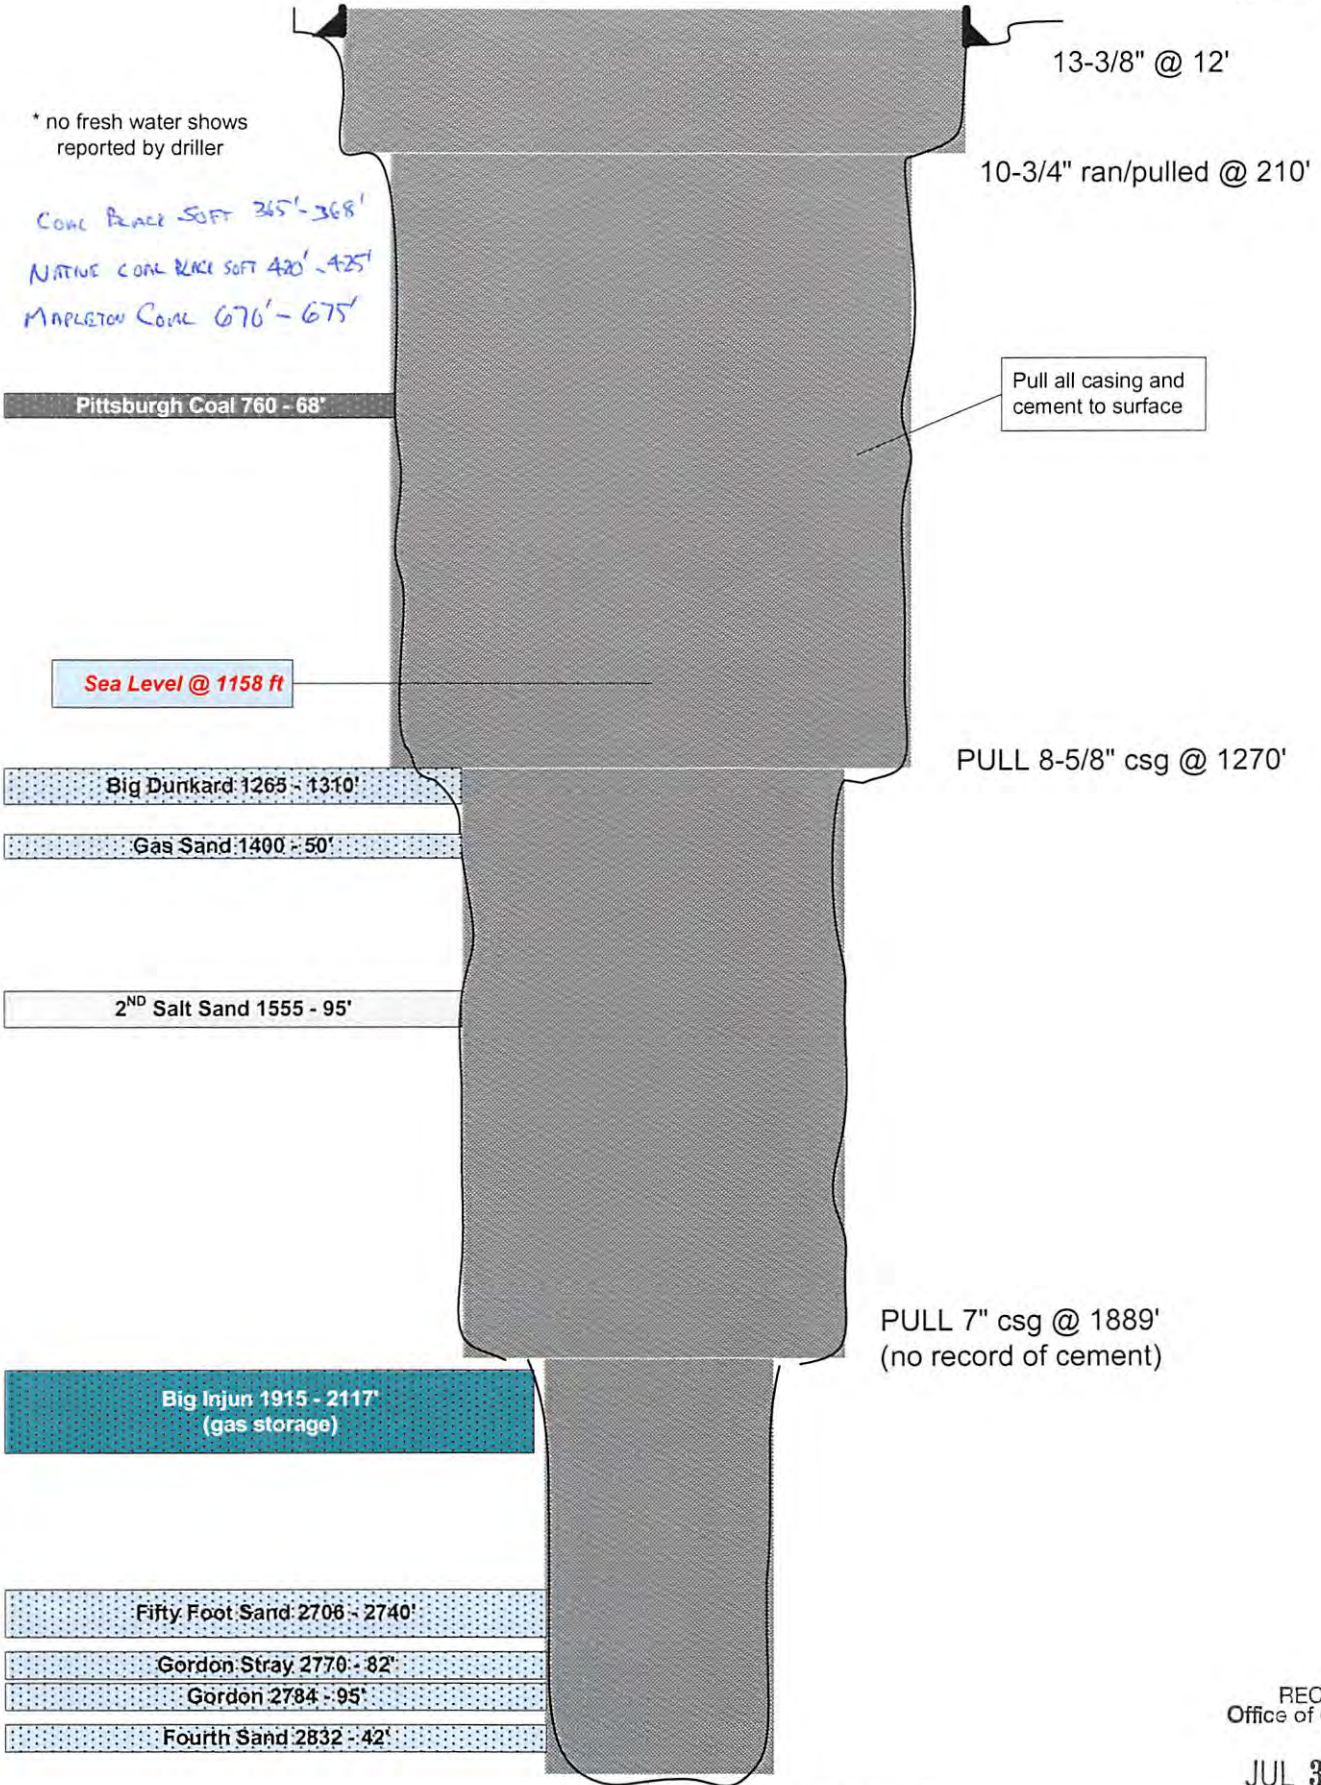 13-3/8" @ 12'
* no fresh water shows
reported by driller
10-3/4" ran/pulled @ 210'
COAL BLACK SOFT 365'-368'
NATIVE COAL BLACK SOFT 420'-425'
MAPLETON COAL 670'-675'
Pull all casing and
cement to surface
Pittsburgh Coal 760 - 68'
Sea Level @ 1158 ft
PULL 8-5/8" csg @ 1270'
Big Dunkard 1265 - 1310'
Gas Sand 1400 - 50'
2ND Salt Sand 1555 - 95'
PULL 7" csg @ 1889'
(no record of cement)
Big Injun 1915 - 2117'
(gas storage)
Fifty Foot Sand 2706 - 2740'
Gordon Stray 2770 - 82'
Gordon 2784 - 95'
Fourth Sand 2832 - 42'
REC
Office of
JUL 3